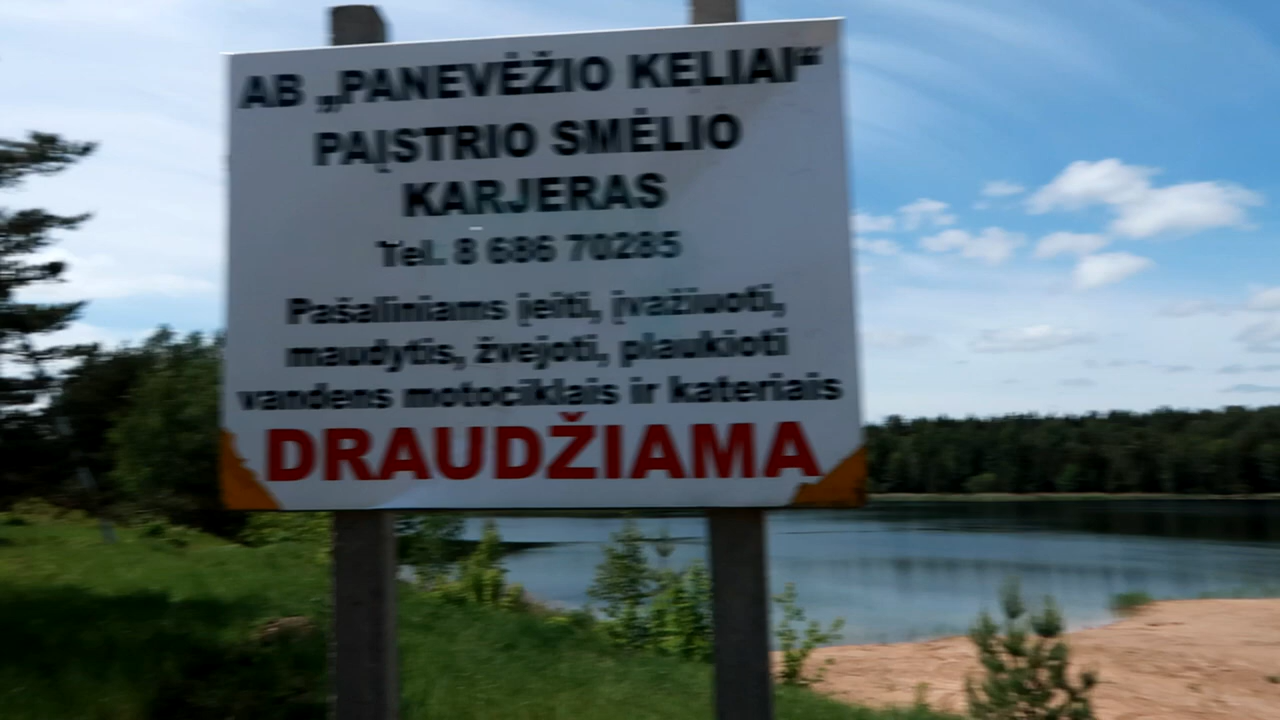 AB „PANEVĖŽIO KELIAI“
PAĮSTRIO SMĖLIO
KARJERAS
Tel. 8 686 70285
Pašaliniams įeiti, įvažiuoti,
maudytis, žvejoti, plaukioti
vandens motociklais ir kateriais
DRAUDŽIAMA